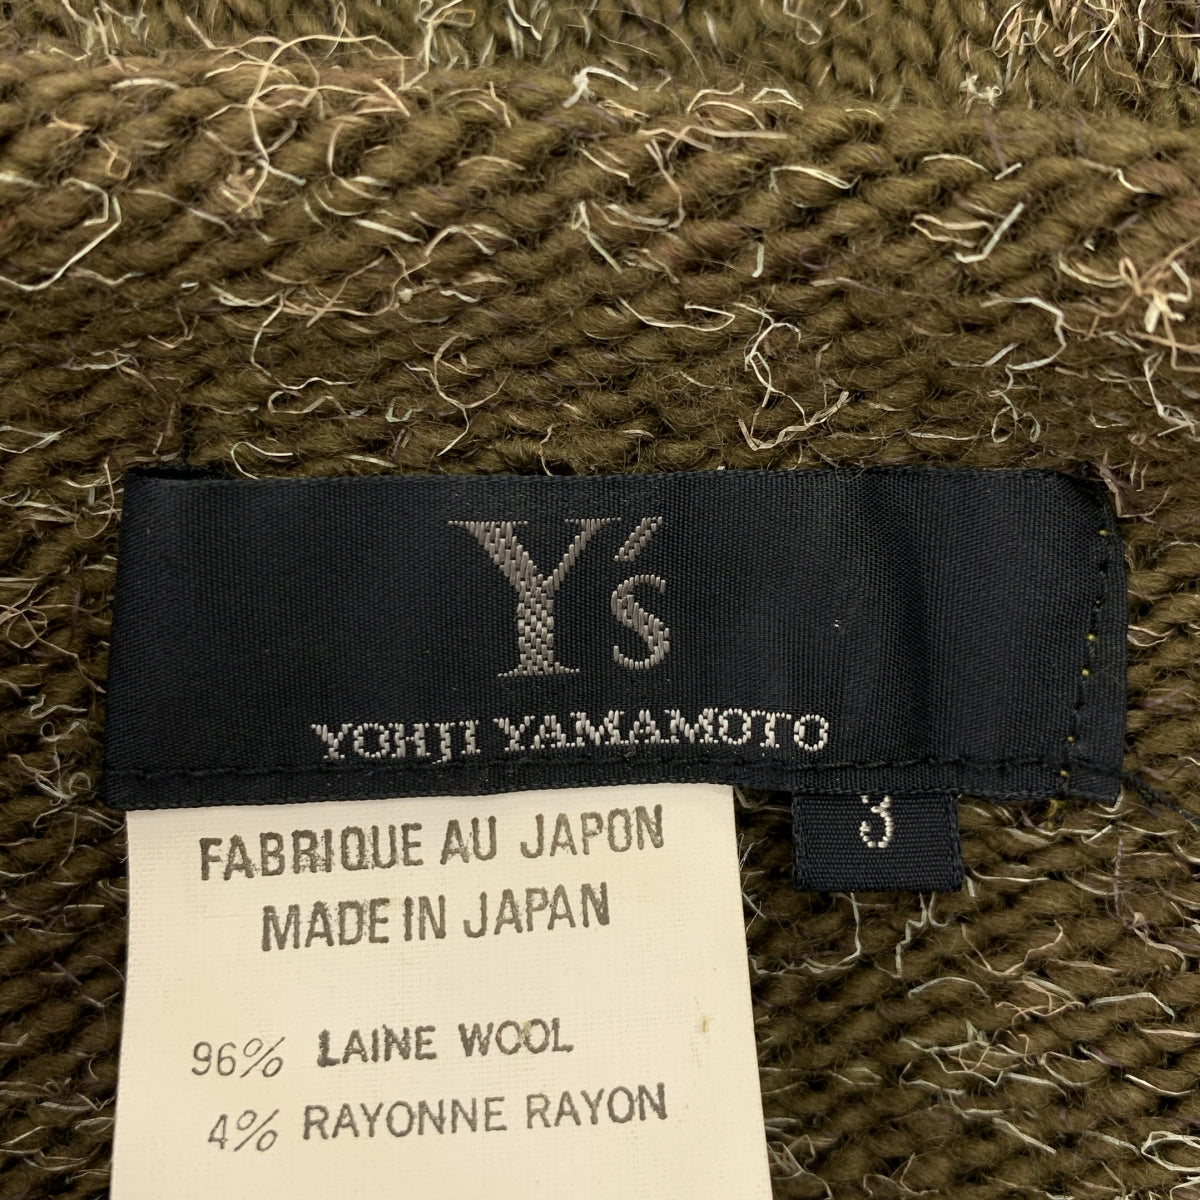 Y's
YOHJI YAMAMOTO
3
FABRIQUE AU JAPON
MADE IN JAPAN
96% LAINE WOOL
4% RAYONNE RAYON